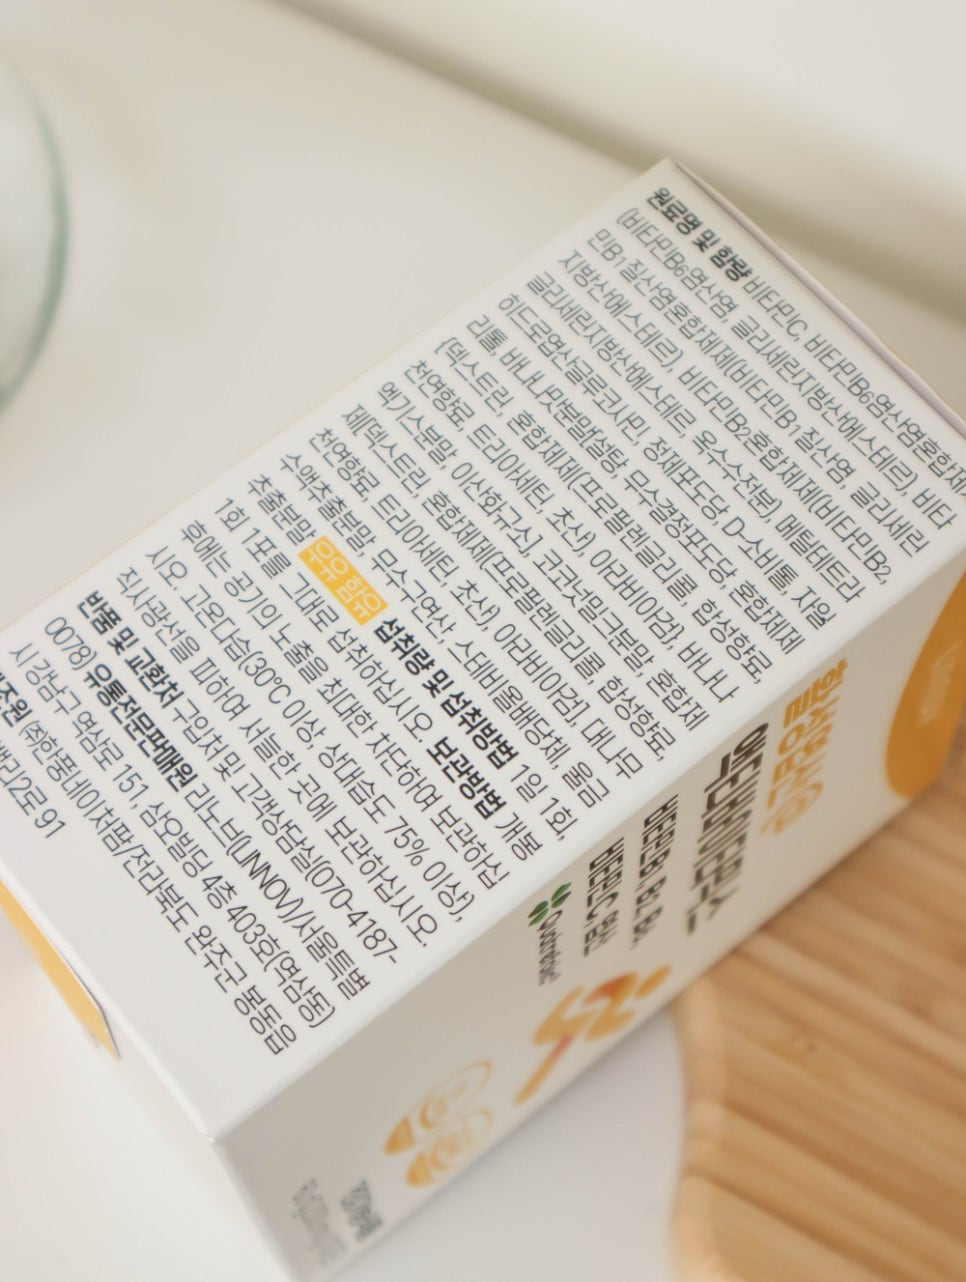 원료명 및 함량 비타민C, 비타민B6염산염혼합제
(비타민B6염산염, 글리세리지방산에스테르), 비타
민B1질산염혼합제제(비타민B1질산염, 글리세린
지방산에스테르), 비타민B2혼합제제(비타민B2,
글리세린지방산에스테르, 옥수수전분), 메틸테트라
히드로엽산글루코사민, 정제포도당, D-소비톨, 자일
리톨, 바나나맛분말[설탕, 무수결정포도당, 혼합제제
(덱스트린, 혼합제제(프로필렌글리콜, 합성향료,
천연향료, 트리아세틴, 초산), 아라비아검), 바나나
엑기스분말, 이산화규소], 코코넛밀크분말, 혼합제
제[덱스트린, 혼합제제(프로필렌글리콜, 합성향료,
천연향료, 트리아세틴, 초산), 아라비아검], 대나무
수액추출분말, 무수구연산, 스테비올배당체, 울금
추출분말 우유 함유 섭취량 및 섭취방법 1일 1회,
1회 1포를 그대로 섭취하십시오. 보관방법 개봉
후에는 공기의 노출을 최대한 차단하여 보관하십
시오. 고온다습(30℃ 이상, 상대습도 75% 이상),
직사광선을 피하여 서늘한 곳에 보관하십시오.
반품 및 교환처 구입처 및 고객상담실(070-4187-
0078) 유통전문판매원 리노브(LINNOV)/서울특별
시 강남구 역삼로 151, 삼오빌딩 4층 403호(역삼동)
㈜한풍네이처팜/전라북도 완주군 봉동읍
2로 91
비타민B1, B2, B6,
비타민C, 엽산